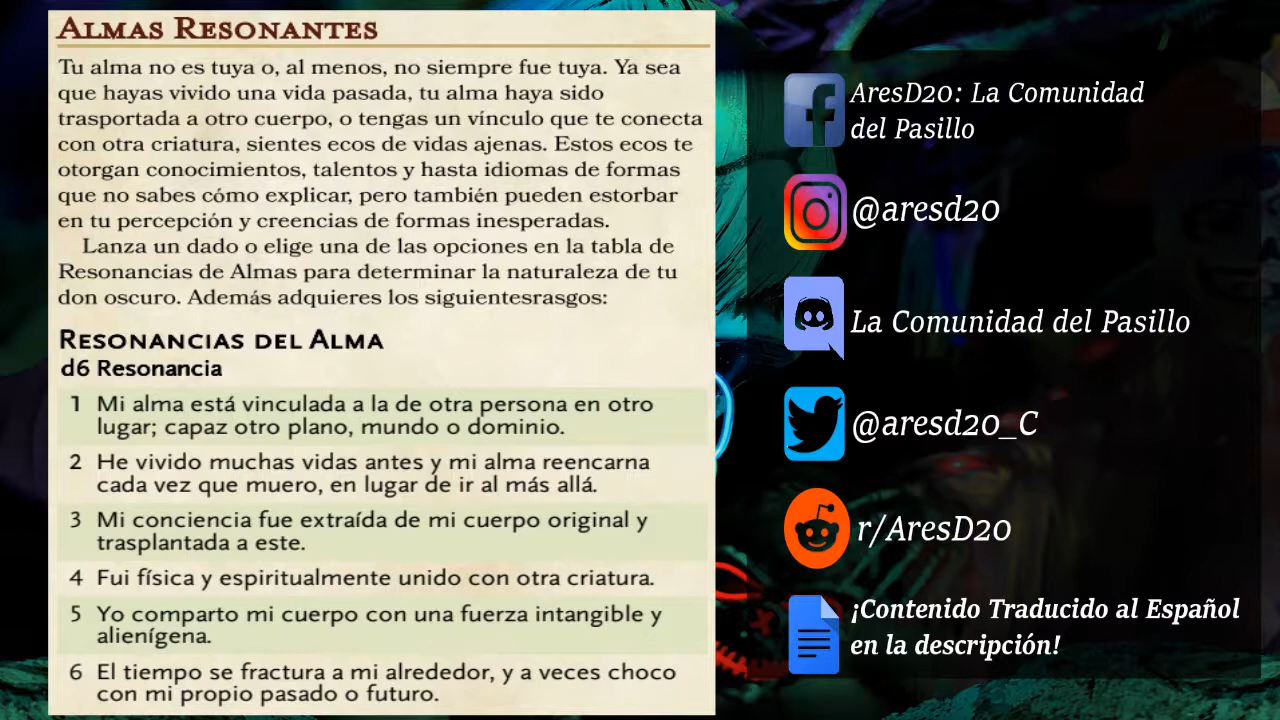 Almas Resonantes
Tu alma no es tuya o, al menos, no siempre fue tuya. Ya sea
que hayas vivido una vida pasada, tu alma haya sido
trasportada a otro cuerpo, o tengas un vínculo que te conecta
con otra criatura, sientes ecos de vidas ajenas. Estos ecos te
otorgan conocimientos, talentos y hasta idiomas de formas
que no sabes cómo explicar, pero también pueden estorbar
en tu percepción y creencias de formas inesperadas.
Lanza un dado o elige una de las opciones en la tabla de
Resonancias de Almas para determinar la naturaleza de tu
don oscuro. Además adquieres los siguientesrasgos:
Resonancias del Alma
d6 Resonancia
1 Mi alma está vinculada a la de otra persona en otro
lugar; capaz otro plano, mundo o dominio.
2 He vivido muchas vidas antes y mi alma reencarna
cada vez que muero, en lugar de ir al más allá.
3 Mi conciencia fue extraída de mi cuerpo original y
trasplantada a este.
4 Fui física y espiritualmente unido con otra criatura.
5 Yo comparto mi cuerpo con una fuerza intangible y
alienígena.
6 El tiempo se fractura a mi alrededor, y a veces choco
con mi propio pasado o futuro.
AresD20: La Comunidad
del Pasillo
@aresd20
La Comunidad del Pasillo
@aresd20_C
r/AresD20
¡Contenido Traducido al Español
en la descripción!